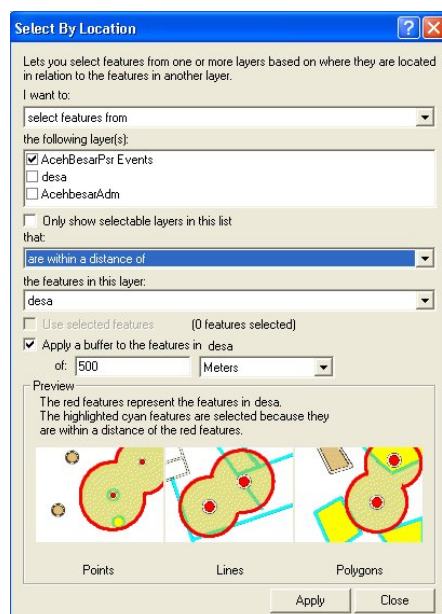 Select By Location
Lets you select features from one or more layers based on where they are located
in relation to the features in another layer.
I want to:
select features from
the following layer(s):
AcehBesarPsr Events
desa
AcehbesarAdm
Only show selectable layers in this list
that:
are within a distance of
the features in this layer:
desa
Use selected features (0 features selected)
Apply a buffer to the features in desa
of: 500 Meters
Preview
The red features represent the features in desa.
The highlighted cyan features are selected because they
are within a distance of the red features.
Points Lines Polygons
Apply Close